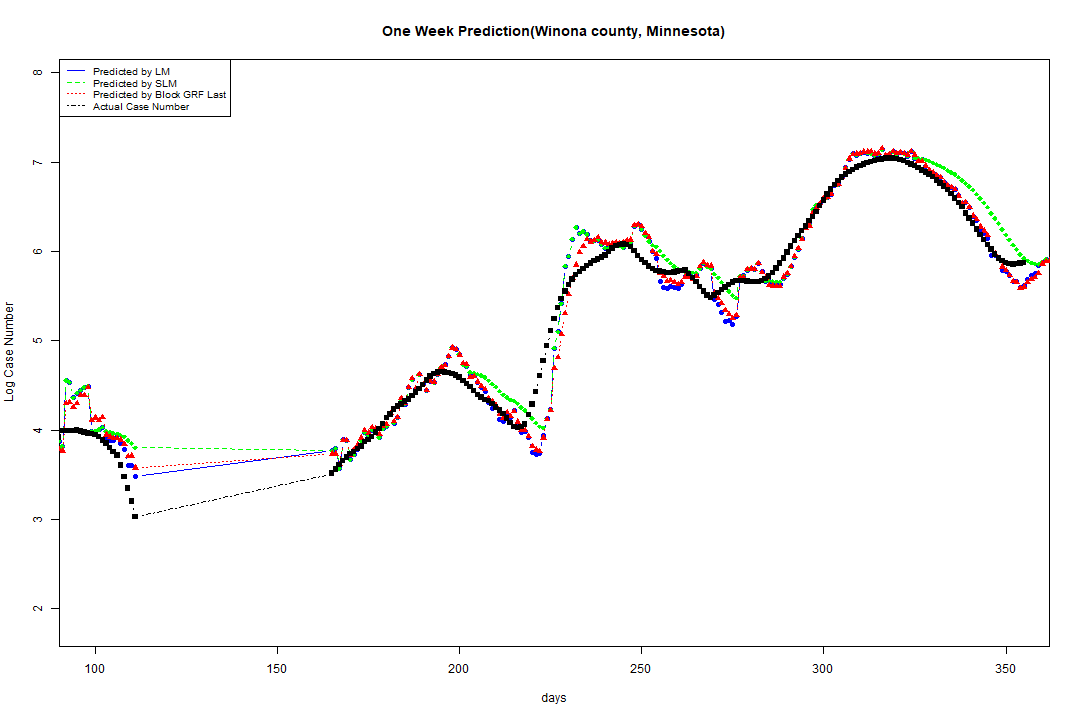 One Week Prediction(Winona county, Minnesota)
Predicted by LM
Predicted by SLM
Predicted by Block GRF Last
Actual Case Number
8
7
6
5
4
3
2
Log Case Number
100 150 200 250 300 350
days